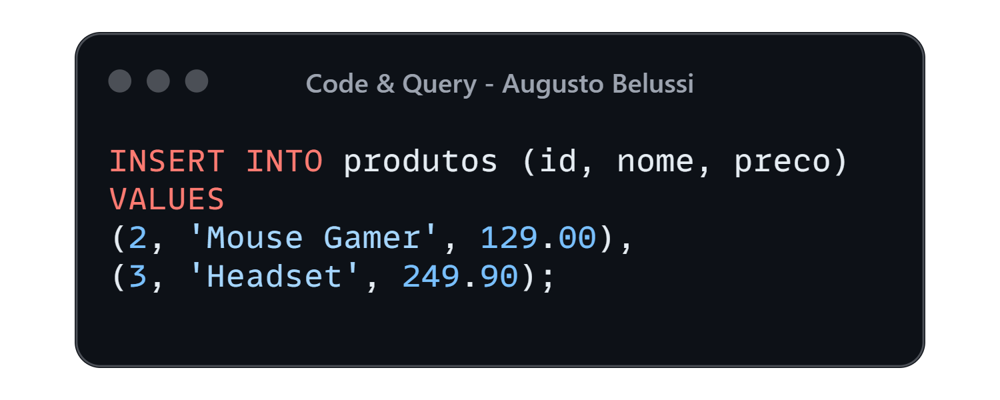 Code & Query - Augusto Belussi
INSERT INTO produtos (id, nome, preco)
VALUES
(2, 'Mouse Gamer', 129.00),
(3, 'Headset', 249.90);